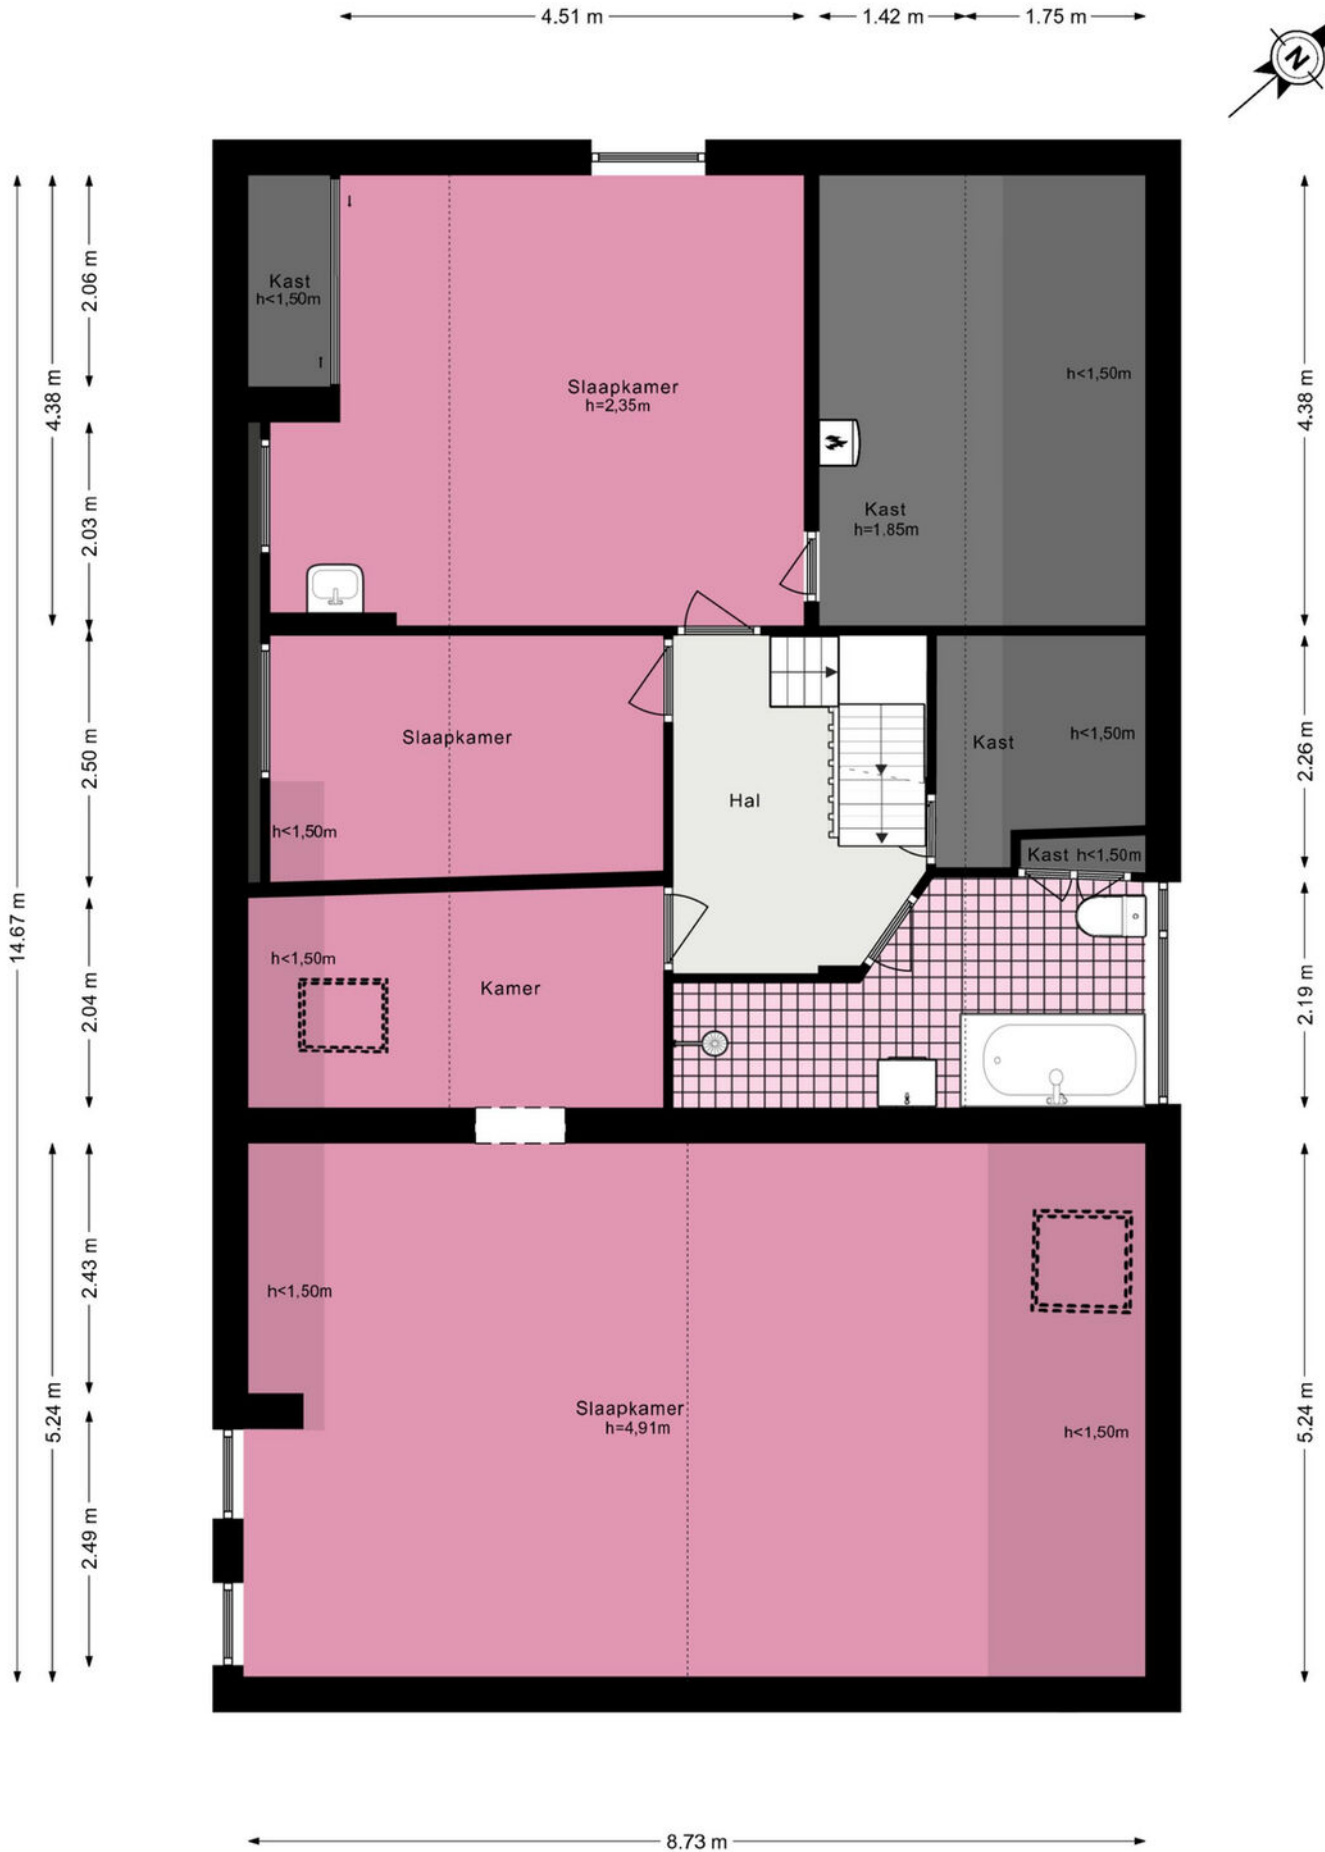 4.51 m
1.42 m
1.75 m
N
Kast
h<1,50m
2.06 m
4.38 m
Slaapkamer
h=2,35m
h<1,50m
4.38 m
2.03 m
Kast
h=1.85m
2.50 m
Slaapkamer
Kast
h<1,50m
2.26 m
Hal
h<1,50m
Kast h<1.50m
14.67 m
h<1,50m
Kamer
2.04 m
2.19 m
2.43 m
h<1,50m
5.24 m
Slaapkamer
h=4,91m
h<1,50m
5.24 m
2.49 m
8.73 m